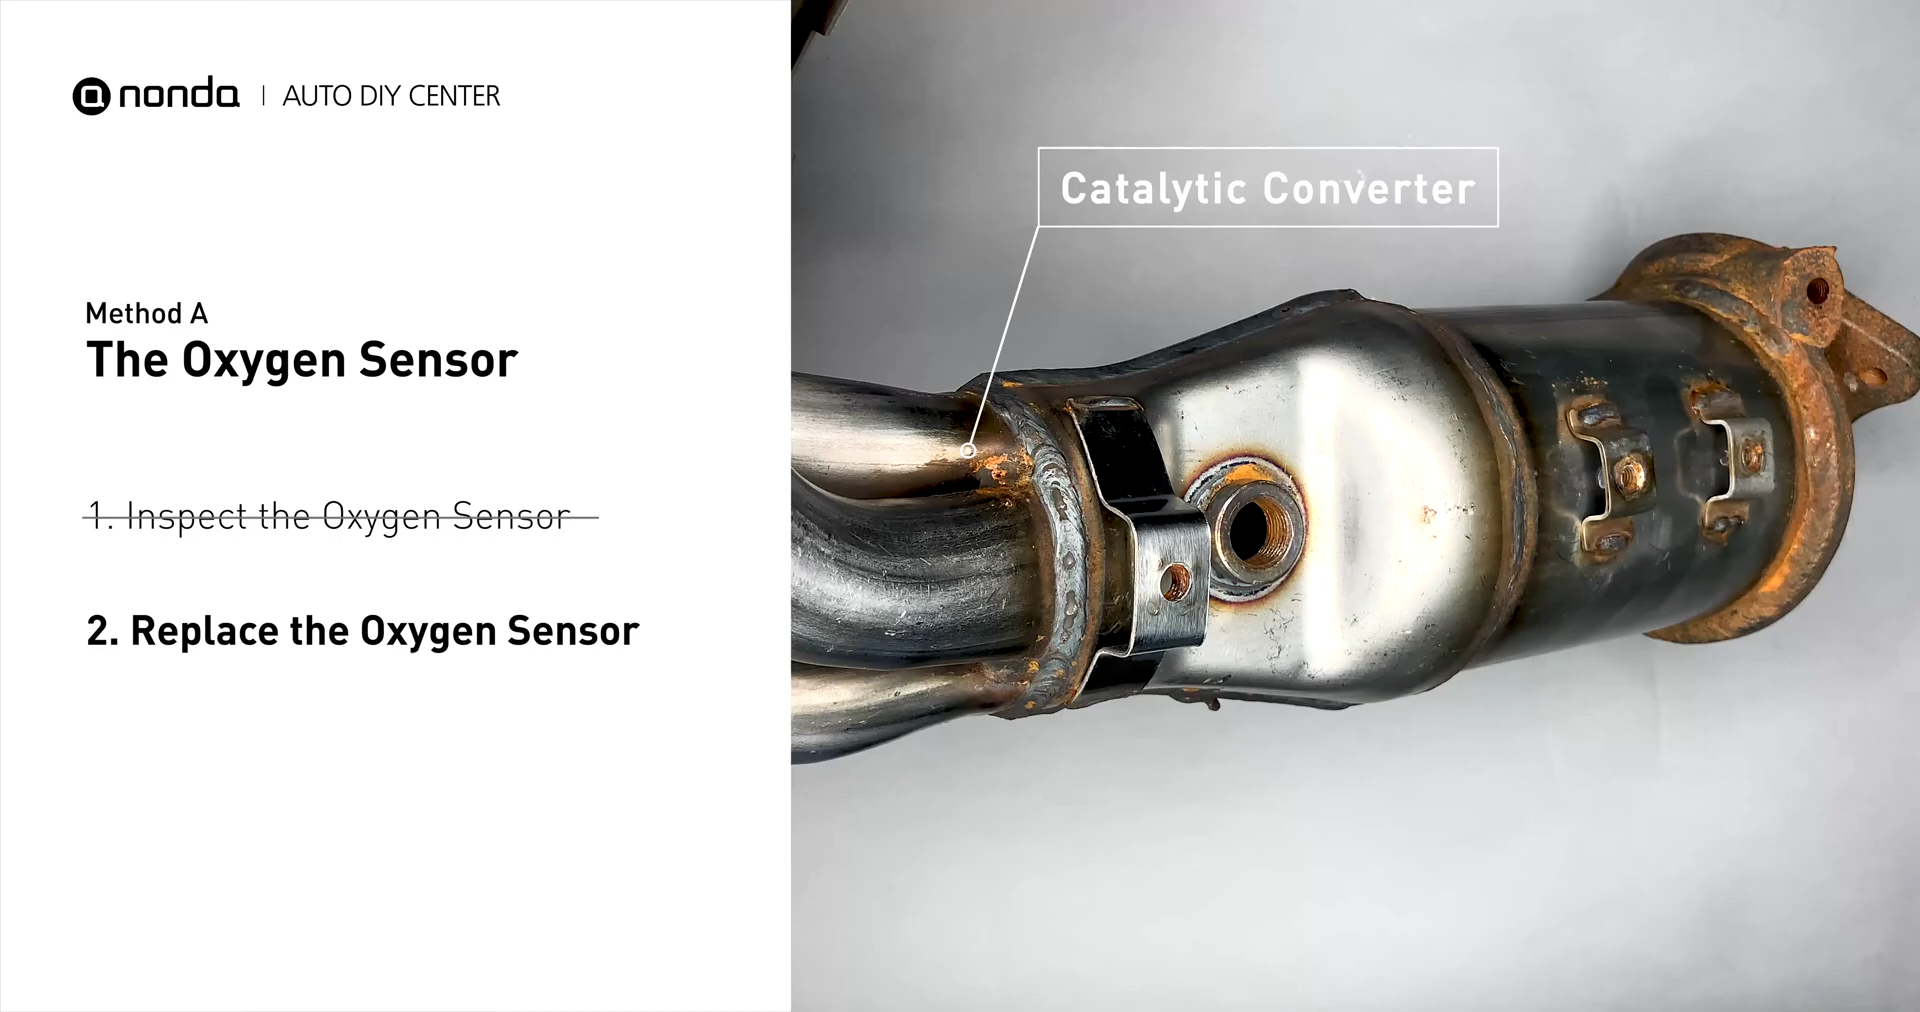 nonda | AUTO DIY CENTER
Catalytic Converter
Method A
The Oxygen Sensor
1. Inspect the Oxygen Sensor
2. Replace the Oxygen Sensor